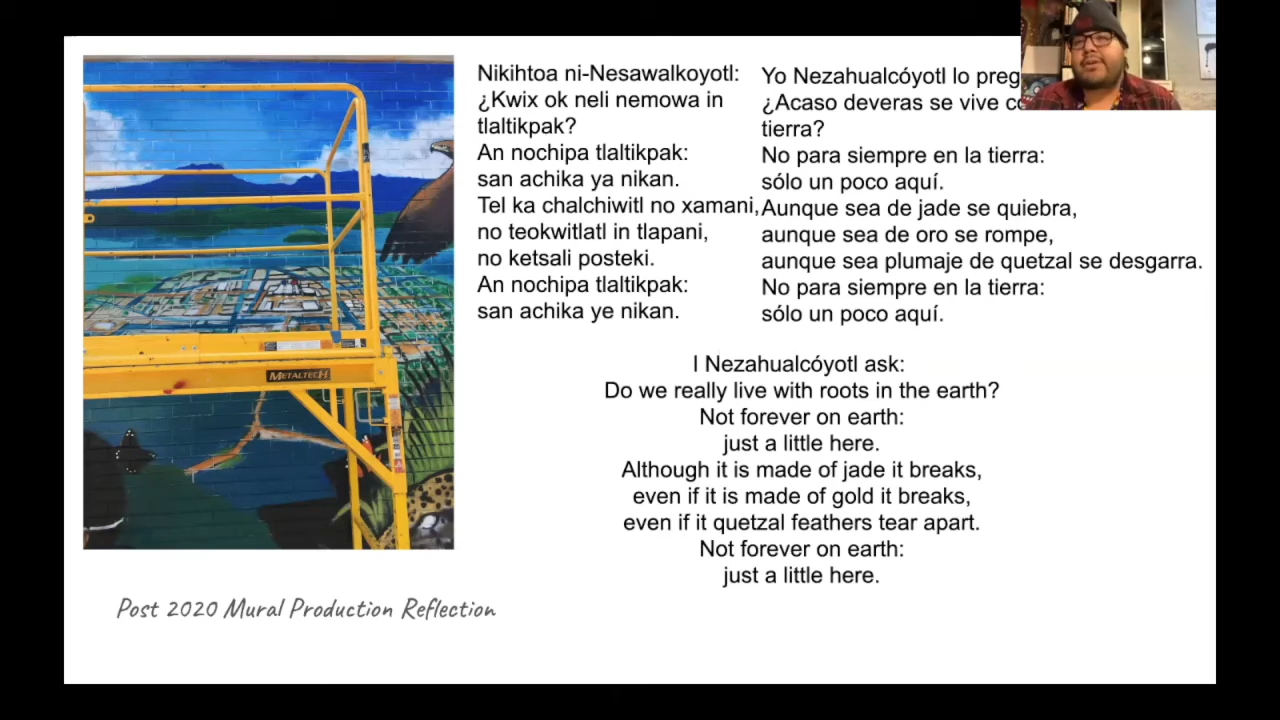 Nikihtoa ni-Nesawalkoyotl:
¿Kwix ok neli nemowa in
tlaltikpak?
An nochipa tlaltikpak:
san achika ya nikan.
Tel ka chalchiwitl no xamani,
no teokwitlatl in tlapani,
no ketsali posteki.
An nochipa tlaltikpak:
san achika ye nikan.
Yo Nezahualcóyotl lo
¿Acaso deveras se vive
tierra?
No para siempre en la tierra:
sólo un poco aquí.
Aunque sea de jade se quiebra,
aunque sea de oro se rompe,
aunque sea plumaje de quetzal se desgarra.
No para siempre en la tierra:
sólo un poco aquí.
I Nezahualcóyotl ask:
Do we really live with roots in the earth?
Not forever on earth:
just a little here.
Although it is made of jade it breaks,
even if it is made of gold it breaks,
even if it quetzal feathers tear apart.
Not forever on earth:
just a little here.
METALTECH
Post 2020 Mural Production Reflection